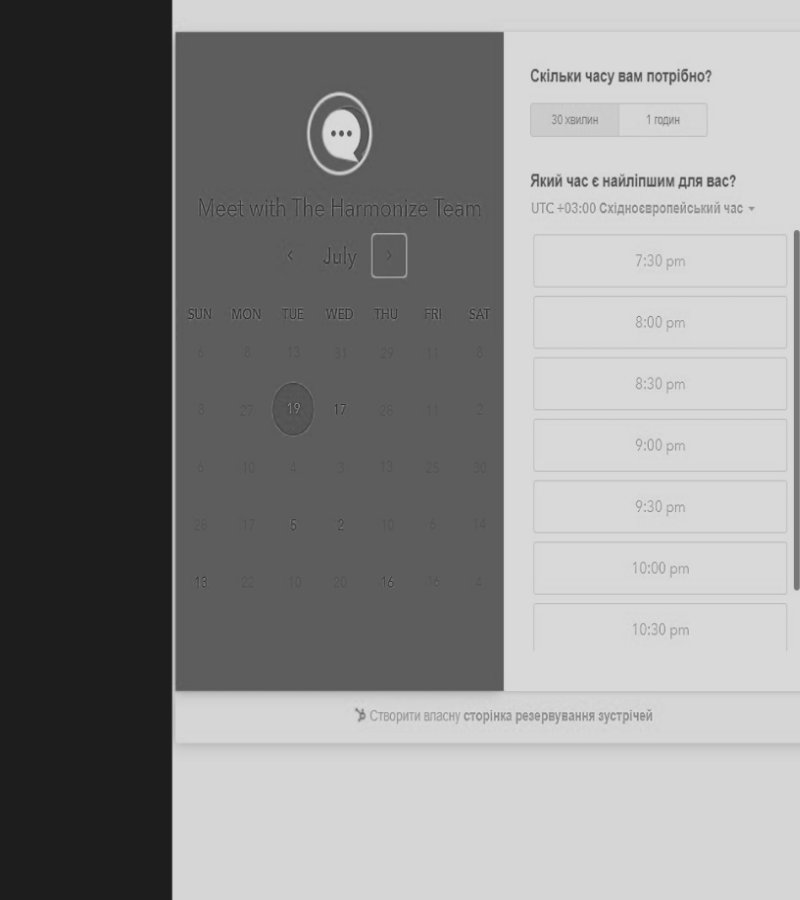 Meet with The Harmonize Team
July
SUN MON TUE WED THU FRI SAT
6 8 13 31 29 11 6
8 27 19 17 28 11 2
6 10 4 3 13 25 30
26 17 5 2 10 6 14
13 22 10 20 16 15 4
Скільки часу вам потрібно?
30 хвилин 1 годин
Який час є найліпшим для вас?
UTC +03:00 Східноєвропейський час
7:30 pm
8:00 pm
8:30 pm
9:00 pm
9:30 pm
10:00 pm
10:30 pm
Створити власну сторінка резервування зустрічей